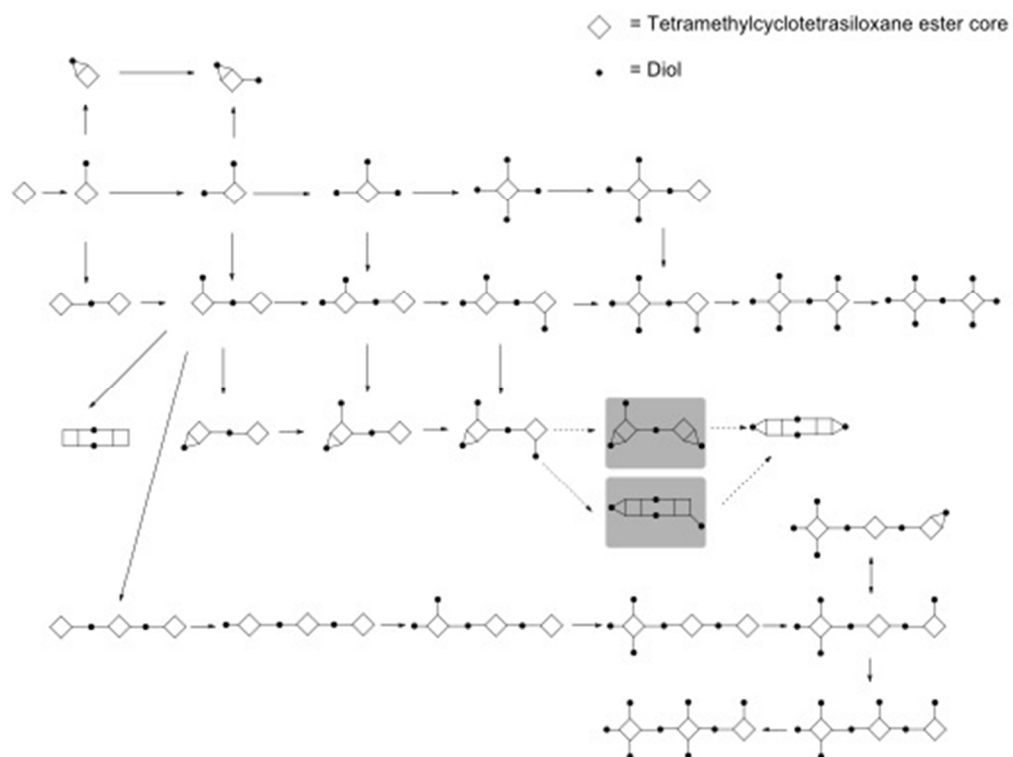 = Tetramethylcyclotetrasiloxane ester core
= Diol